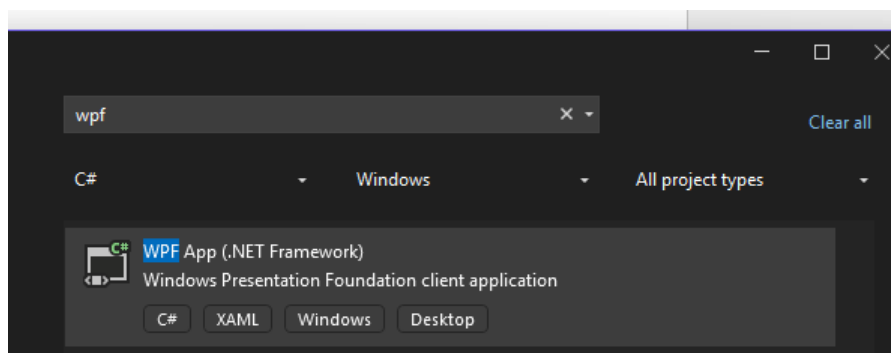 wpf
Clear all
C# Windows All project types
C#
WPF App (.NET Framework)
Windows Presentation Foundation client application
C# XAML Windows Desktop